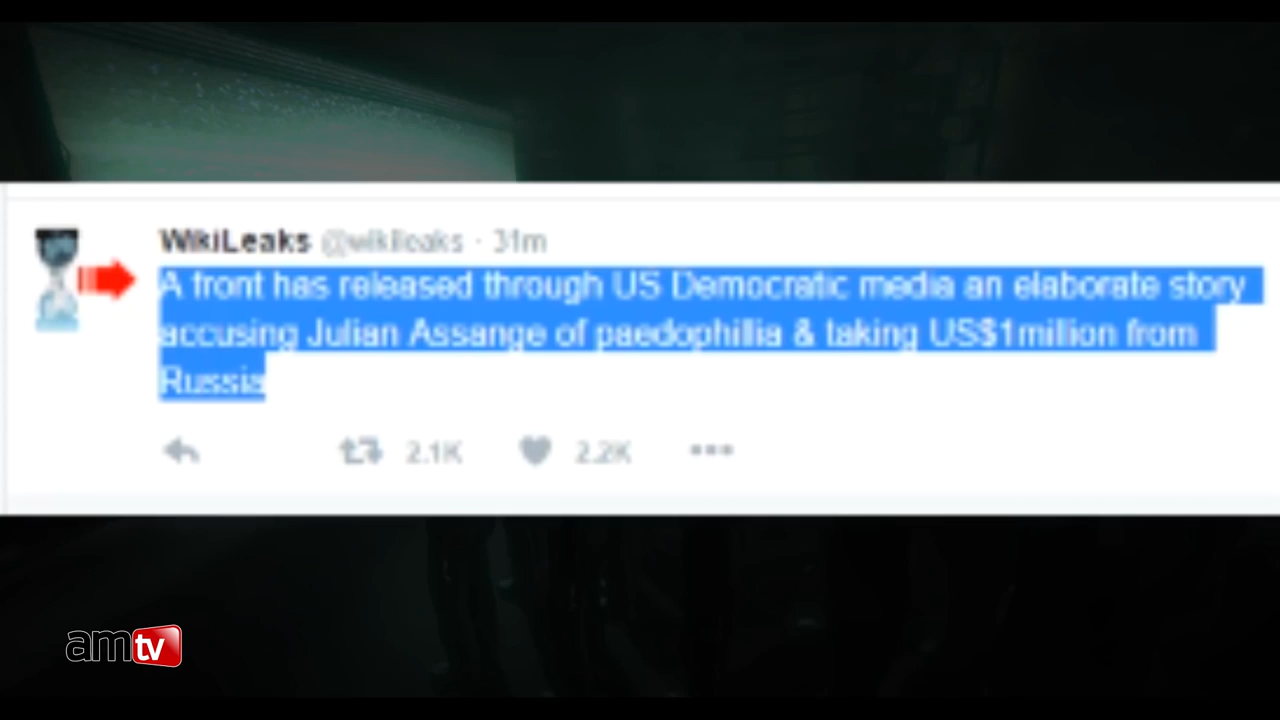 WikiLeaks @wikileaks · 31m
A front has released through US Democratic media an elaborate story
accusing Julian Assange of paedophillia & taking US$1million from
Russia
2.1K 2.2K
amtv